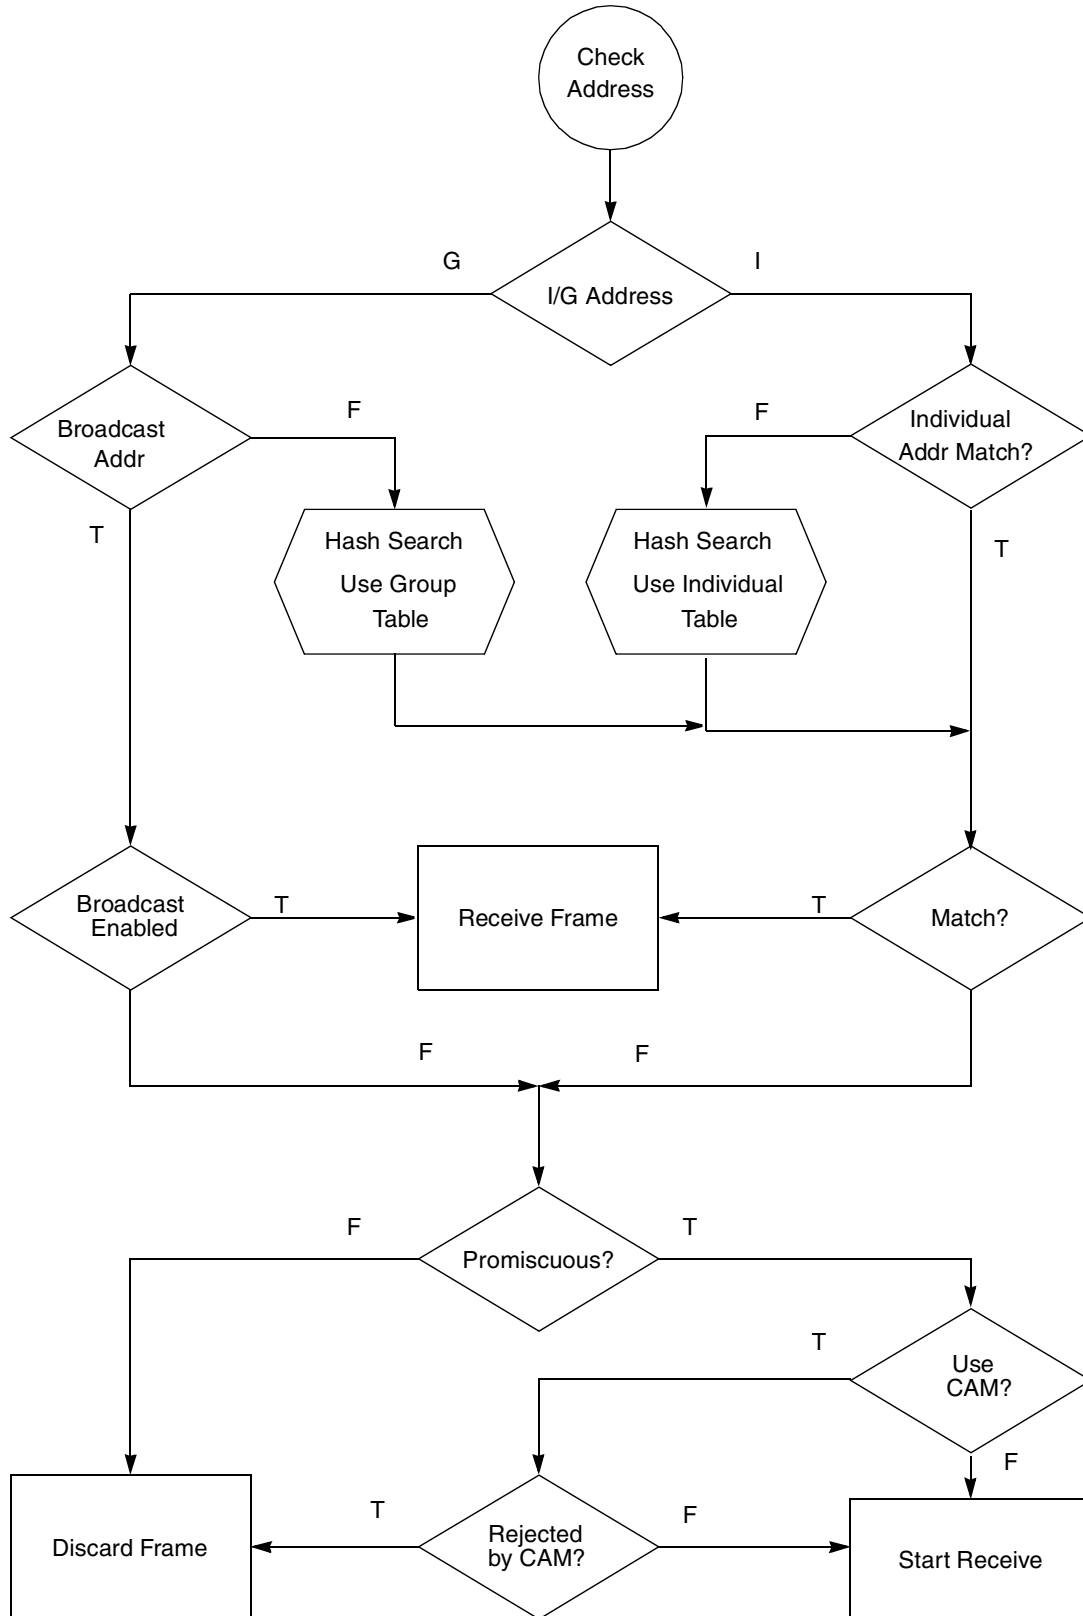 Check
Address
G
I
I/G Address
F
F
Broadcast
Addr
Individual
Addr Match?
T
T
Hash Search
Use Group
Table
Hash Search
Use Individual
Table
Broadcast
Enabled
T
Receive Frame
T
Match?
F
F
F
T
Promiscuous?
T
Use
CAM?
F
T
F
Discard Frame
Rejected
by CAM?
Start Receive